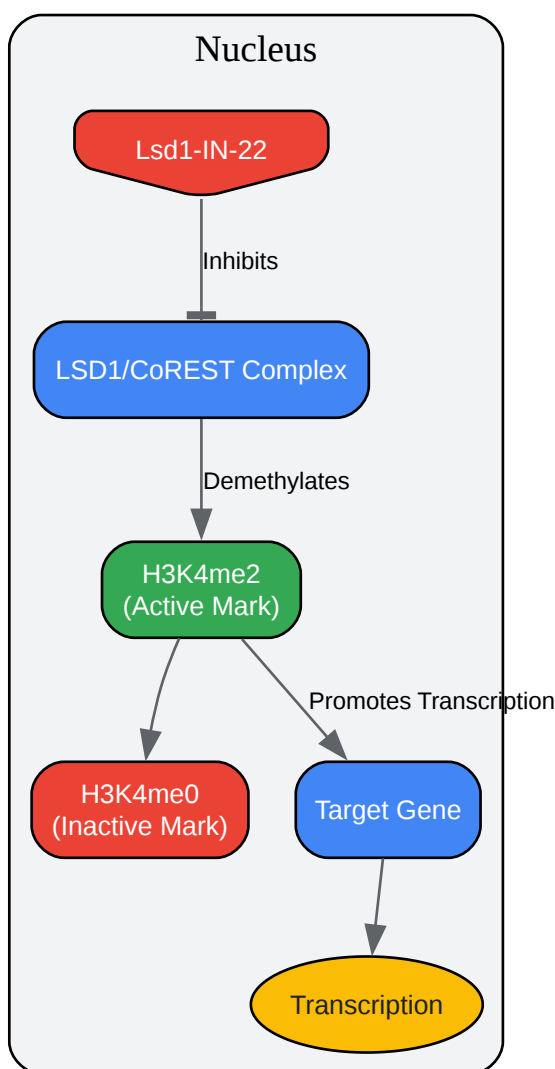 Nucleus
Lsd1-IN-22
Inhibits
LSD1/CoREST Complex
Demethylates
H3K4me2
(Active Mark)
Promotes Transcription
H3K4me0
(Inactive Mark)
Target Gene
Transcription